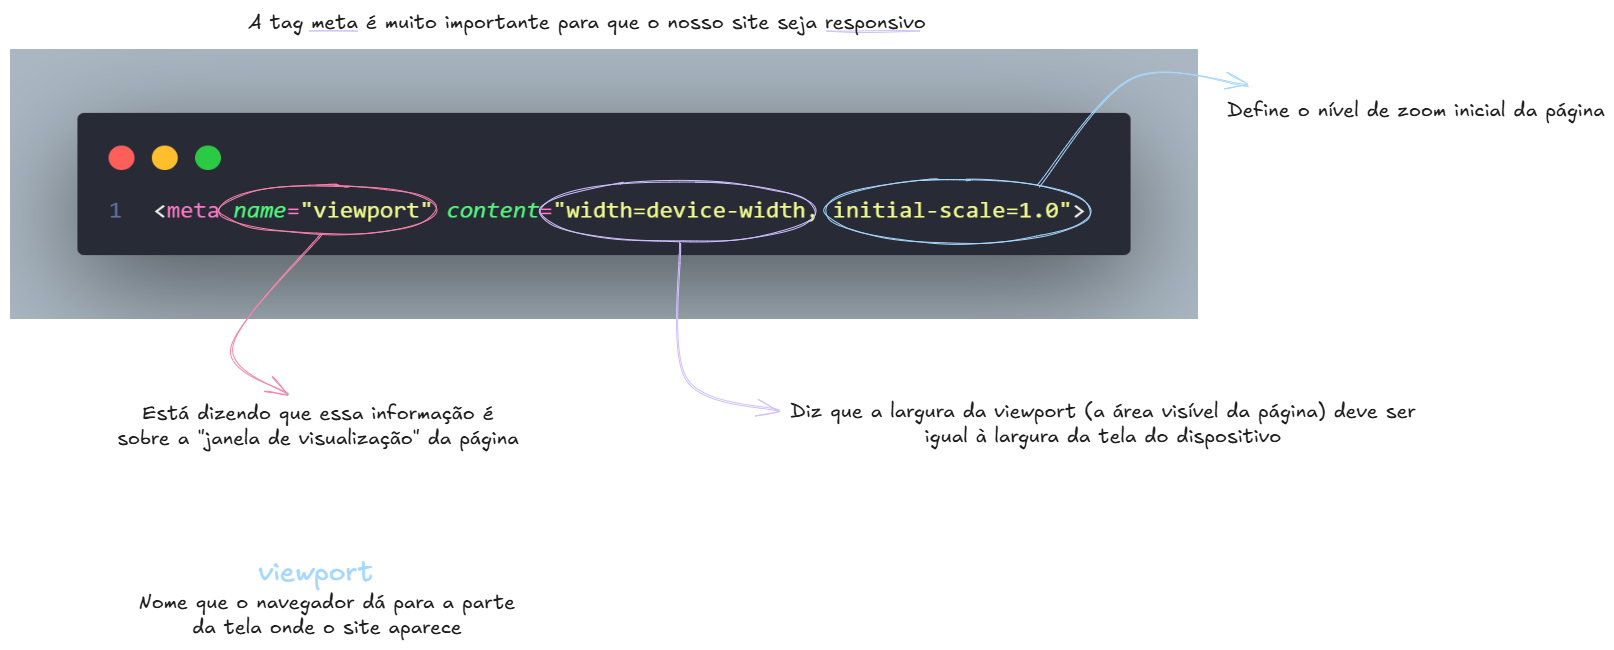 A tag meta é muito importante para que o nosso site seja responsivo
Define o nível de zoom inicial da página
1 <meta name="viewport" content="width=device-width, initial-scale=1.0">
Está dizendo que essa informação é
sobre a "janela de visualização" da página
Diz que a largura da viewport (a área visível da página) deve ser
igual à largura da tela do dispositivo
viewport
Nome que o navegador dá para a parte
da tela onde o site aparece